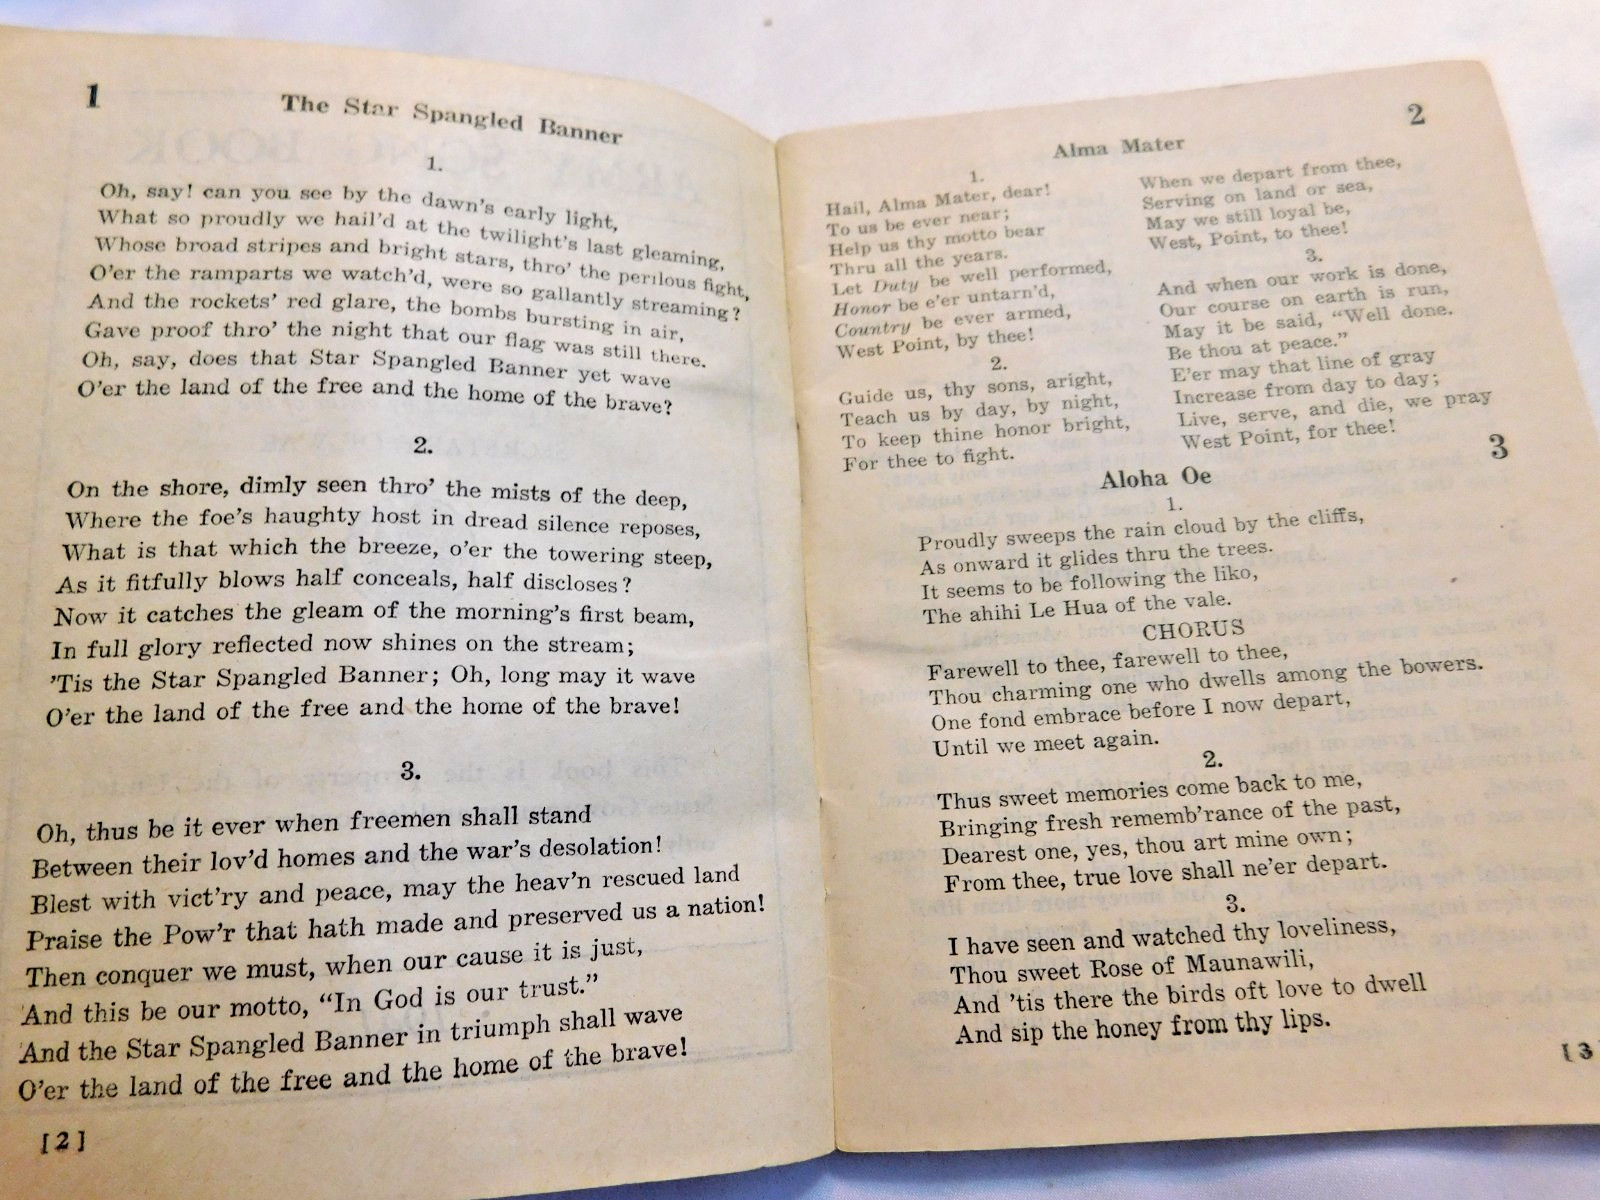 1
The Star Spangled Banner
1.
Oh, say! can you see by the dawn's early light,
What so proudly we hail'd at the twilight's last gleaming,
Whose broad stripes and bright stars, thro' the perilous fight,
O'er the ramparts we watch'd, were so gallantly streaming?
And the rockets' red glare, the bombs bursting in air,
Gave proof thro' the night that our flag was still there.
Oh, say, does that Star Spangled Banner yet wave
O'er the land of the free and the home of the brave?
2.
On the shore, dimly seen thro' the mists of the deep,
Where the foe's haughty host in dread silence reposes,
What is that which the breeze, o'er the towering steep,
As it fitfully blows half conceals, half discloses?
Now it catches the gleam of the morning's first beam,
In full glory reflected now shines on the stream;
'Tis the Star Spangled Banner; Oh, long may it wave
O'er the land of the free and the home of the brave!
3.
Oh, thus be it ever when freemen shall stand
Between their lov'd homes and the war's desolation!
Blest with vict'ry and peace, may the heav'n rescued land
Praise the Pow'r that hath made and preserved us a nation!
Then conquer we must, when our cause it is just,
And this be our motto, "In God is our trust."
And the Star Spangled Banner in triumph shall wave
O'er the land of the free and the home of the brave!
[2]
2
Alma Mater
1.
Hail, Alma Mater, dear!
To us be ever near;
Help us thy motto bear
Thru all the years.
Let Duty be well performed,
Honor be e'er untarn'd,
Country be ever armed,
West Point, by thee!
2.
Guide us, thy sons, aright,
Teach us by day, by night,
To keep thine honor bright,
For thee to fight.
When we depart from thee,
Serving on land or sea,
May we still loyal be,
West, Point, to thee!
3.
And when our work is done,
Our course on earth is run,
May it be said, "Well done.
Be thou at peace."
E'er may that line of gray
Increase from day to day;
Live, serve, and die, we pray
West Point, for thee!
3
Aloha Oe
1.
Proudly sweeps the rain cloud by the cliffs,
As onward it glides thru the trees.
It seems to be following the liko,
The ahihi Le Hua of the vale.
CHORUS
Farewell to thee, farewell to thee,
Thou charming one who dwells among the bowers.
One fond embrace before I now depart,
Until we meet again.
2.
Thus sweet memories come back to me,
Bringing fresh rememb'rance of the past,
Dearest one, yes, thou art mine own;
From thee, true love shall ne'er depart.
3.
I have seen and watched thy loveliness,
Thou sweet Rose of Maunawili,
And 'tis there the birds oft love to dwell
And sip the honey from thy lips.
[3]